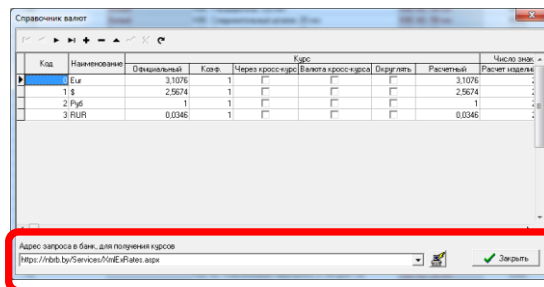 Справочник валют
Курс Число знак
Код Наименование Официальный Коэф. Через кросс-курс Валюта кросс-курса Округлять Расчетный Расчет изделия
0 Eur 3,1076 1 3,1076
1 $ 2,5674 1 2,5674
2 Руб 1 1 1
3 RUR 0,0346 1 0,0346
Адрес запроса в банк, для получения курсов
https://nbrb.by/Services/XmlExRates.aspx
Закрыть